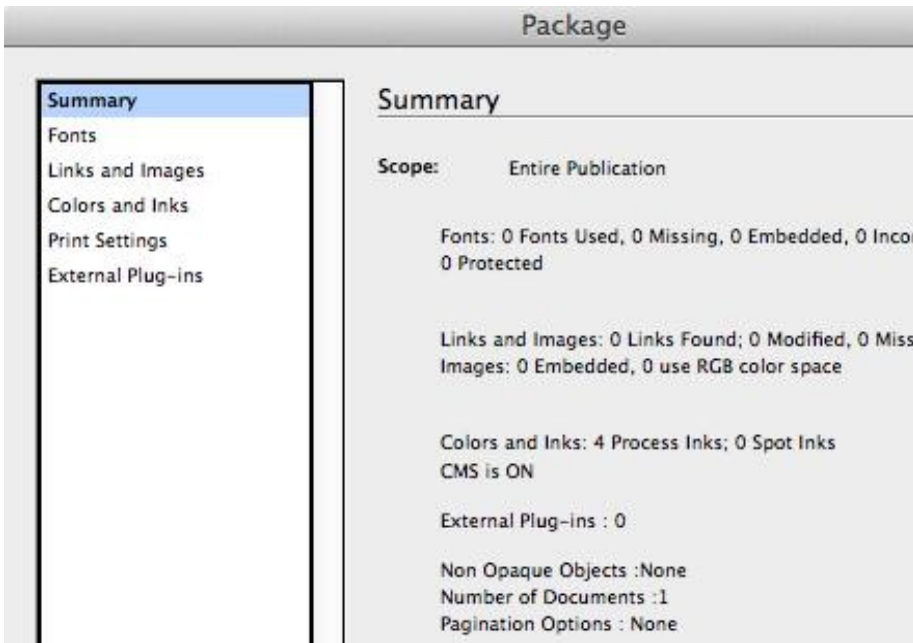 Package
Summary
Fonts
Links and Images
Colors and Inks
Print Settings
External Plug-ins
Summary
Scope: Entire Publication
Fonts: 0 Fonts Used, 0 Missing, 0 Embedded, 0
0 Protected
Links and Images: 0 Links Found; 0 Modified, 0
Images: 0 Embedded, 0 use RGB color space
Colors and Inks: 4 Process Inks; 0 Spot Inks
CMS is ON
External Plug-ins : 0
Non Opaque Objects :None
Number of Documents :1
Pagination Options : None